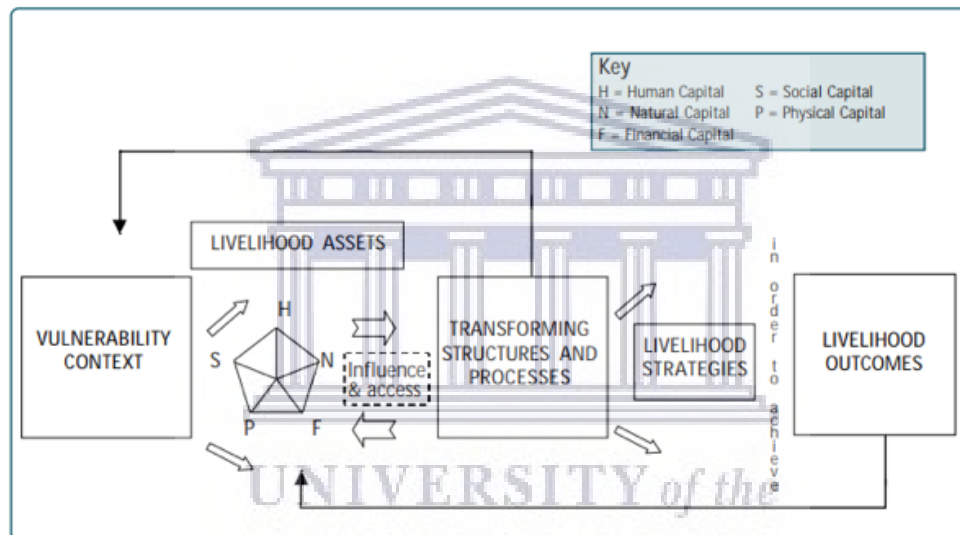 Key
H = Human Capital S = Social Capital
N = Natural Capital P = Physical Capital
F = Financial Capital
LIVELIHOOD ASSETS
VULNERABILITY
CONTEXT
H
S
N
P
F
Influence
& access
TRANSFORMING
STRUCTURES AND
PROCESSES
LIVELIHOOD
STRATEGIES
in order to achieve
LIVELIHOOD
OUTCOMES
UNIVERSITY of the